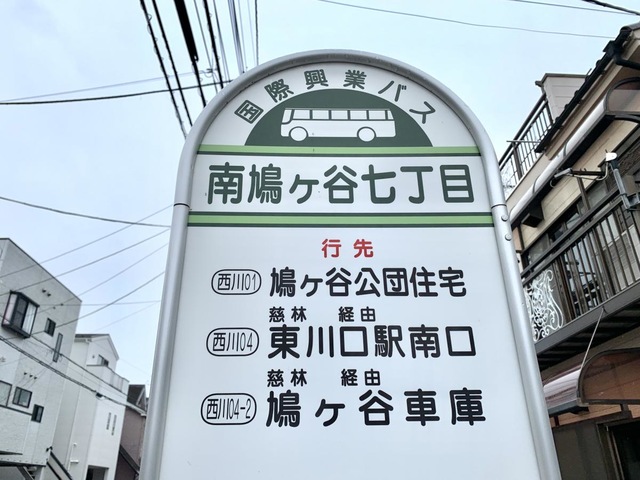 国際興業バス
南鳩ヶ谷七丁目
行先
西川01 鳩ヶ谷公団住宅
慈林 経由
西川04 東川口駅南口
慈林 経由
西川04-2 鳩ヶ谷車庫